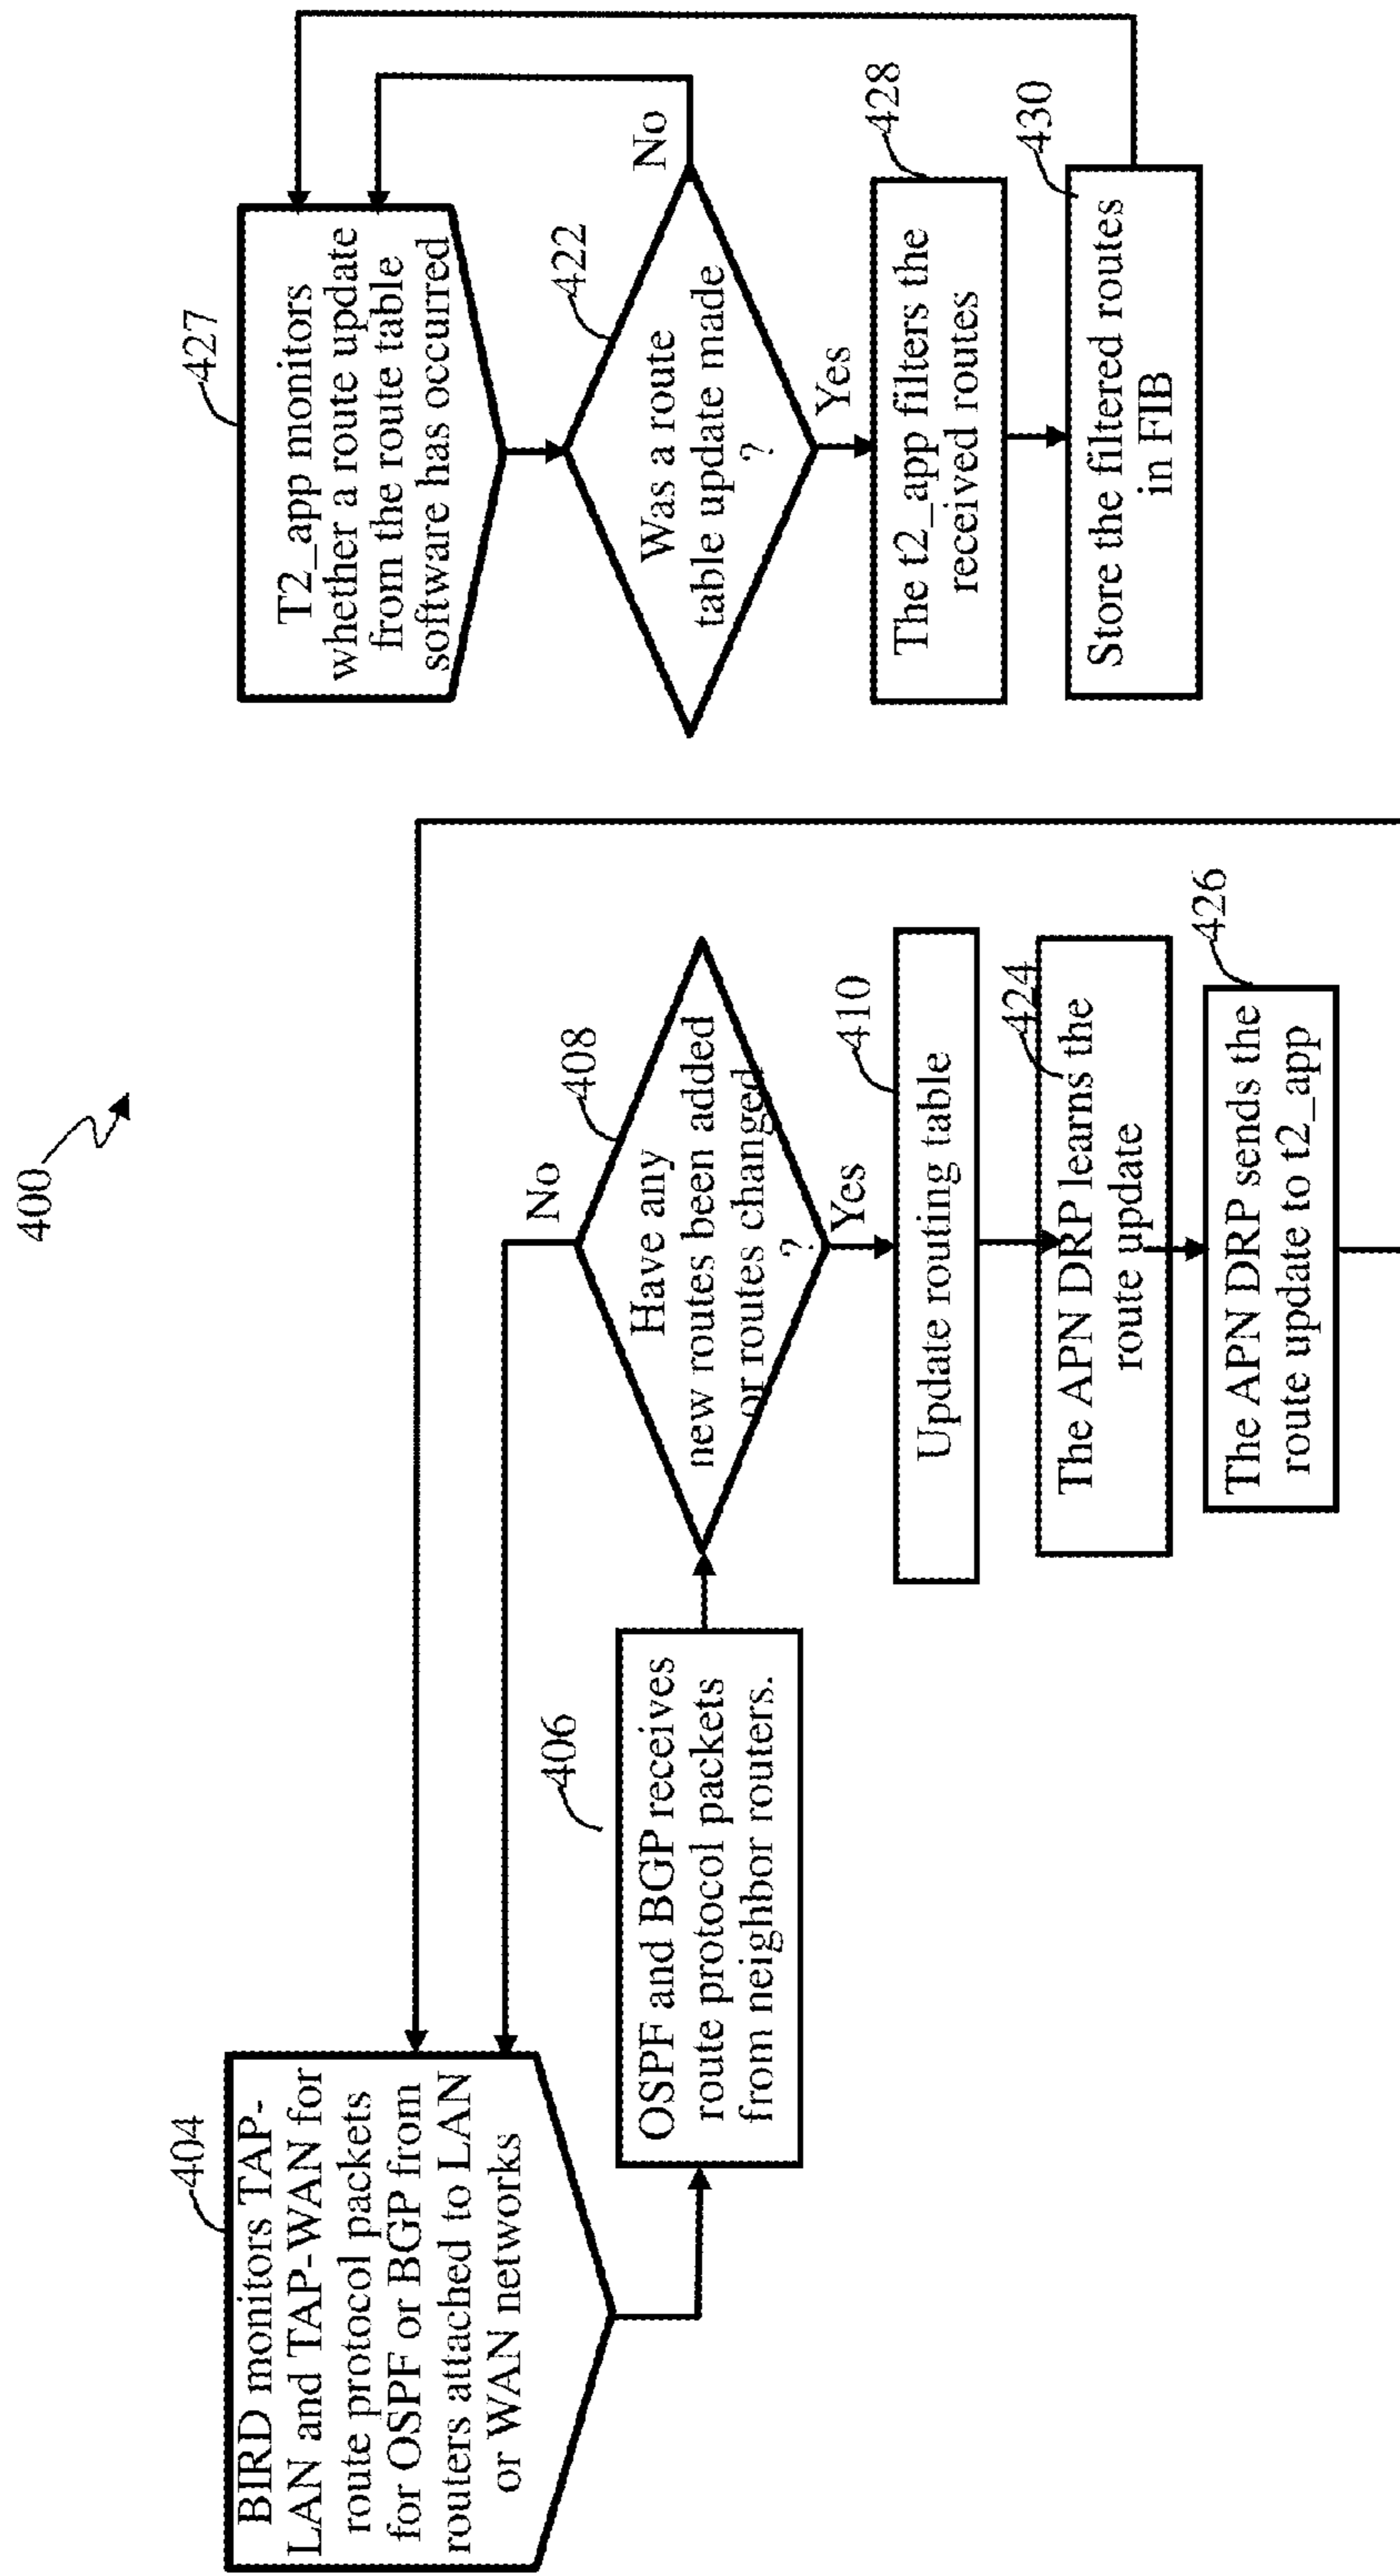 400
404
BIRD monitors TAP-
LAN and TAP-WAN for
route protocol packets
for OSPF or BGP from
routers attached to LAN
or WAN networks
406
OSPF and BGP receives
route protocol packets
from neighbor routers.
408
Have any
new routes been added
or routes changed
?
No
Yes
410
Update routing table
424
The APN DRP learns the
route update
426
The APN DRP sends the
route update to t2_app
427
T2_app monitors
whether a route update
from the route table
software has occurred
422
Was a route
table update made
?
No
Yes
428
The t2_app filters the
received routes
430
Store the filtered routes
in FIB